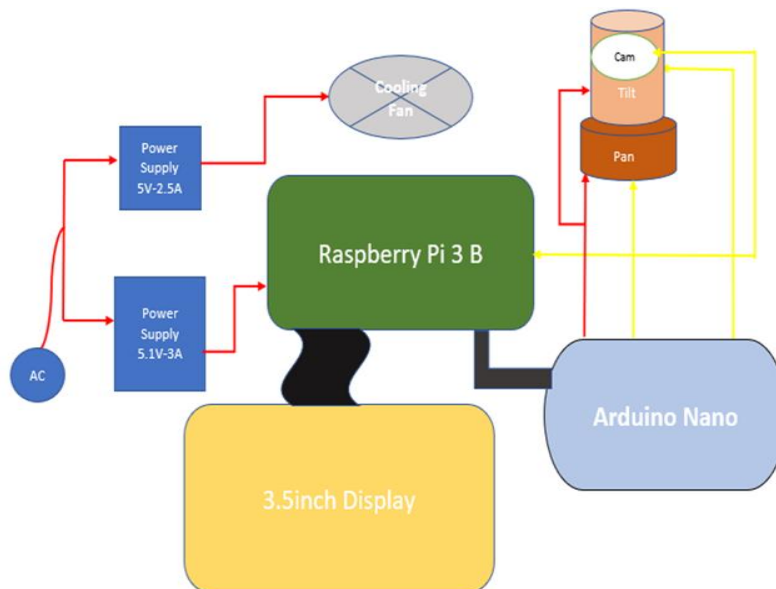 Cam
Tilt
Pan
Cooling
Fan
Power
Supply
5V-2.5A
Raspberry Pi 3 B
Power
Supply
5.1V-3A
AC
Arduino Nano
3.5inch Display